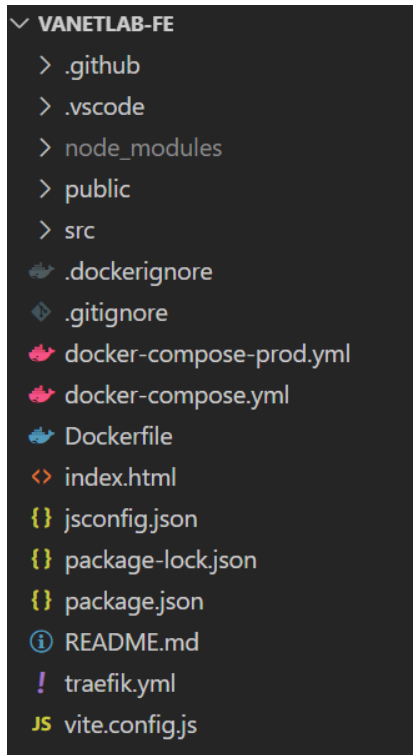 VANETLAB-FE
.github
.vscode
node_modules
public
src
.dockerignore
.gitignore
docker-compose-prod.yml
docker-compose.yml
Dockerfile
<> index.html
{} jsconfig.json
{} package-lock.json
{} package.json
README.md
! traefik.yml
JS vite.config.js